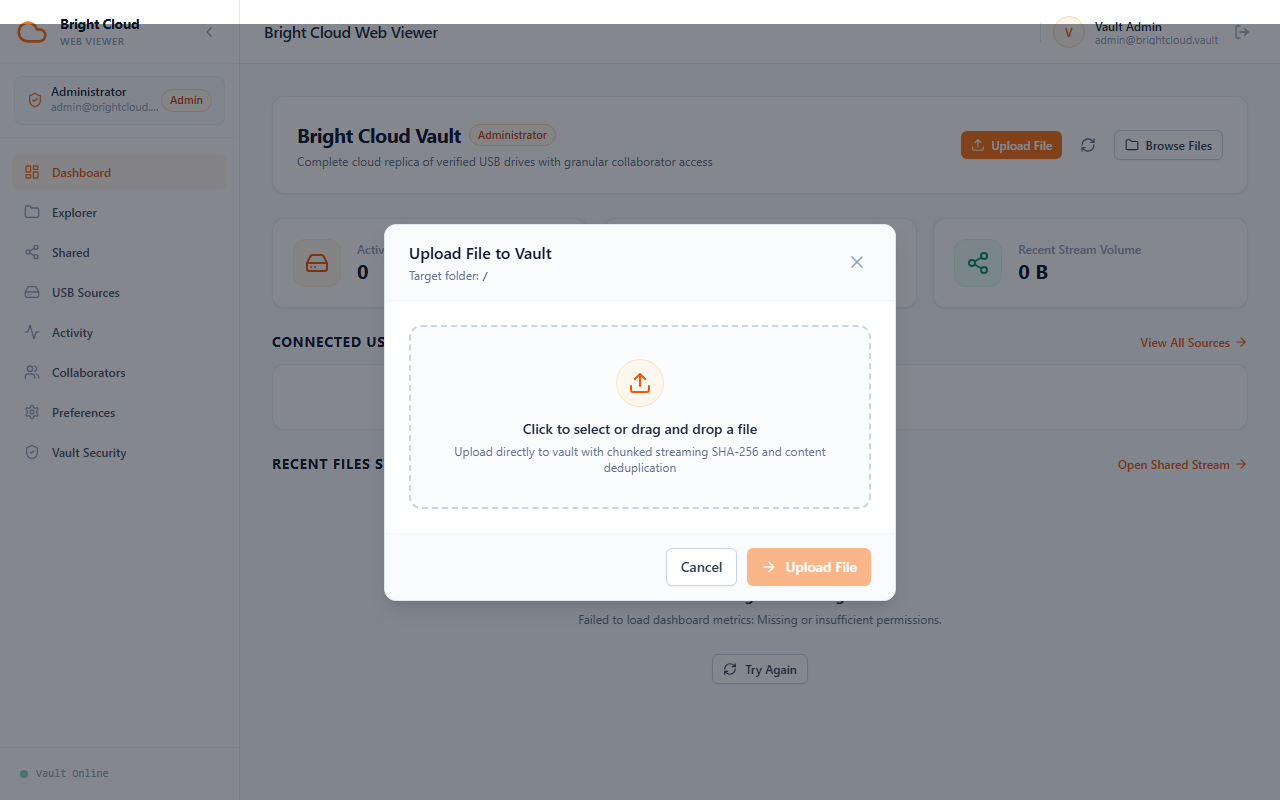 Bright Cloud
WEB VIEWER
Bright Cloud Web Viewer
V
Vault Admin
admin@brightcloud.vault
Administrator
admin@brightcloud....
Admin
Dashboard
Explorer
Shared
USB Sources
Activity
Collaborators
Preferences
Vault Security
Vault Online
Bright Cloud Vault
Administrator
Complete cloud replica of verified USB drives with granular collaborator access
Upload File
Browse Files
Activ
0
Recent Stream Volume
0 B
CONNECTED US
View All Sources
RECENT FILES S
Open Shared Stream
Failed to load dashboard metrics: Missing or insufficient permissions.
Try Again
Upload File to Vault
Target folder: /
Click to select or drag and drop a file
Upload directly to vault with chunked streaming SHA-256 and content
deduplication
Cancel
Upload File